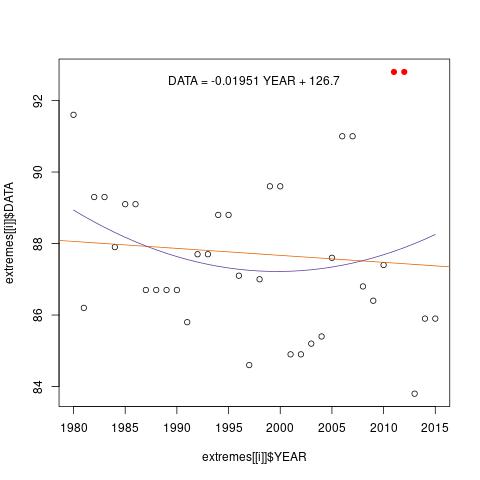 DATA = -0.01951 YEAR + 126.7
92
90
88
86
84
extremes[[i]]$DATA
1980 1985 1990 1995 2000 2005 2010 2015
extremes[[i]]$YEAR